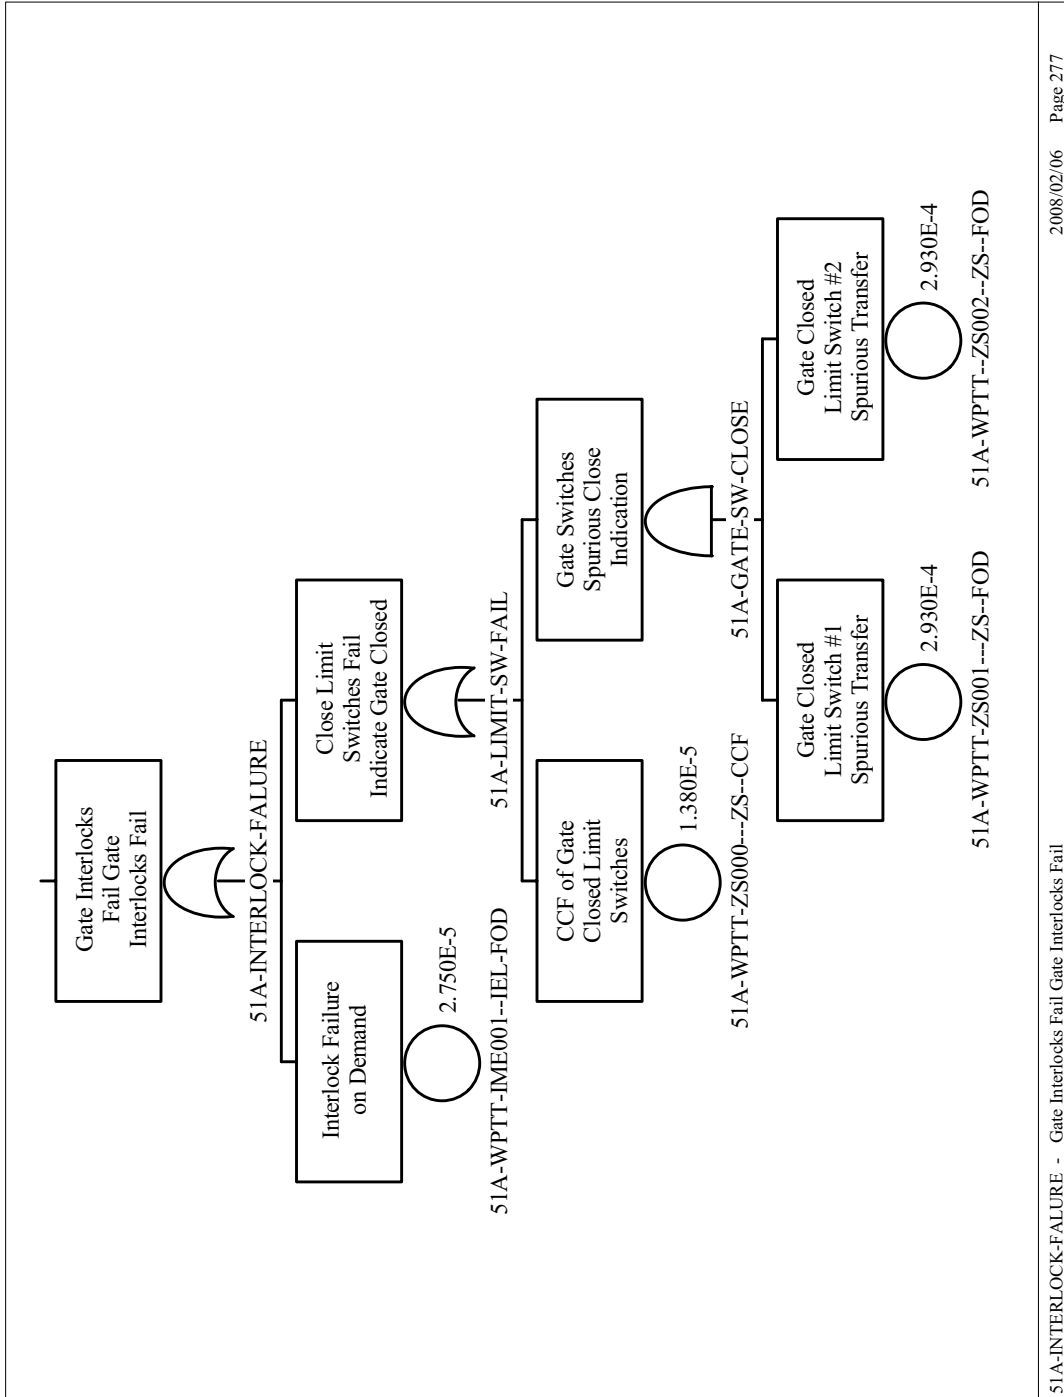 Gate Interlocks
Fail Gate
Interlocks Fail
51A-INTERLOCK-FALURE
Interlock Failure
on Demand
2.750E-5
51A-WPTT-IME001--IEL-FOD
Close Limit
Switches Fail
Indicate Gate Closed
51A-LIMIT-SW-FAIL
CCF of Gate
Closed Limit
Switches
1.380E-5
51A-WPTT-ZS000---ZS--CCF
Gate Switches
Spurious Close
Indication
51A-GATE-SW-CLOSE
Gate Closed
Limit Switch #1
Spurious Transfer
2.930E-4
51A-WPTT-ZS001---ZS--FOD
Gate Closed
Limit Switch #2
Spurious Transfer
2.930E-4
51A-WPTT--ZS002--ZS--FOD
51A-INTERLOCK-FALURE - Gate Interlocks Fail Gate Interlocks Fail
2008/02/06 Page 277